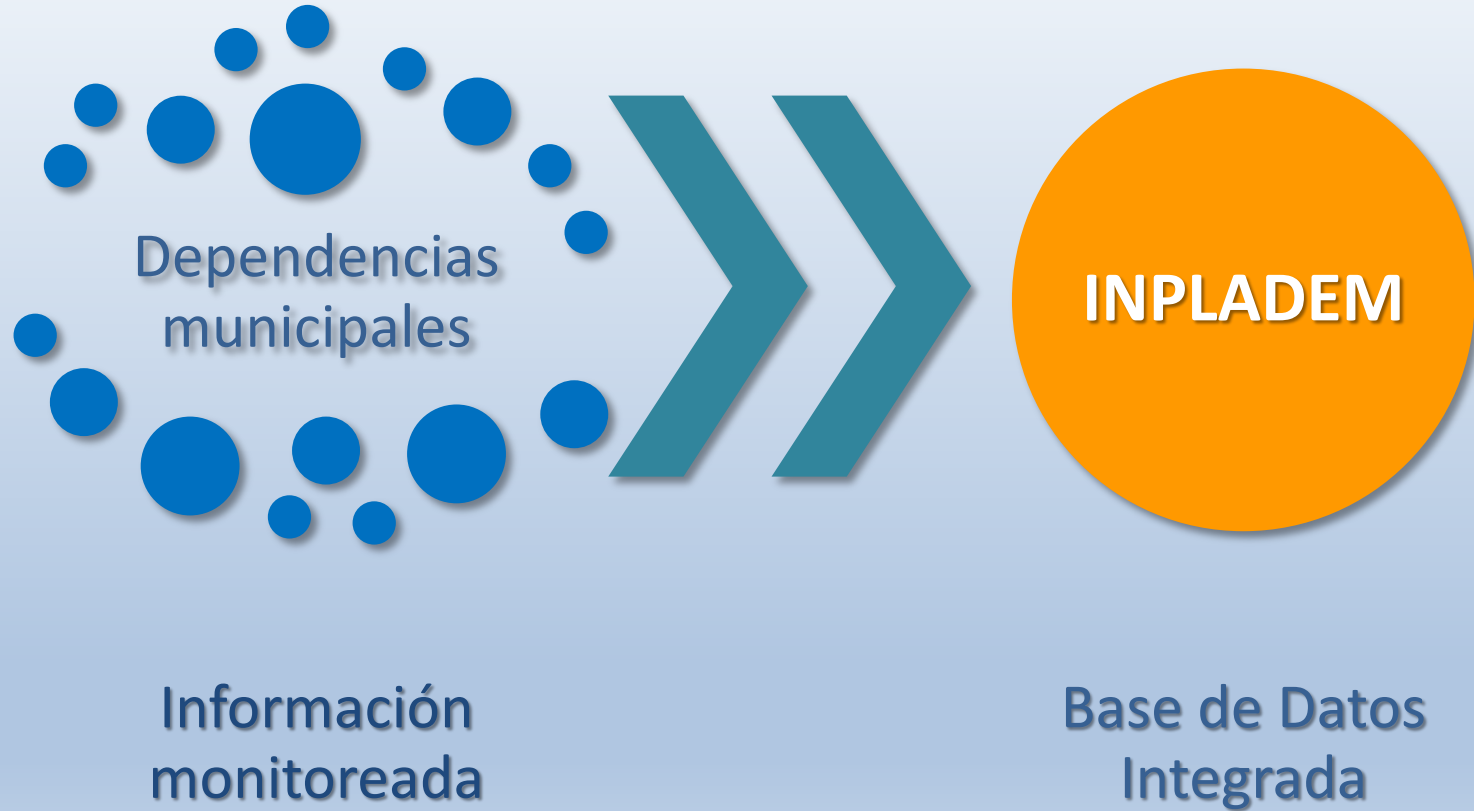 Dependencias
municipales
INPLADEM
Información
monitoreada
Base de Datos
Integrada